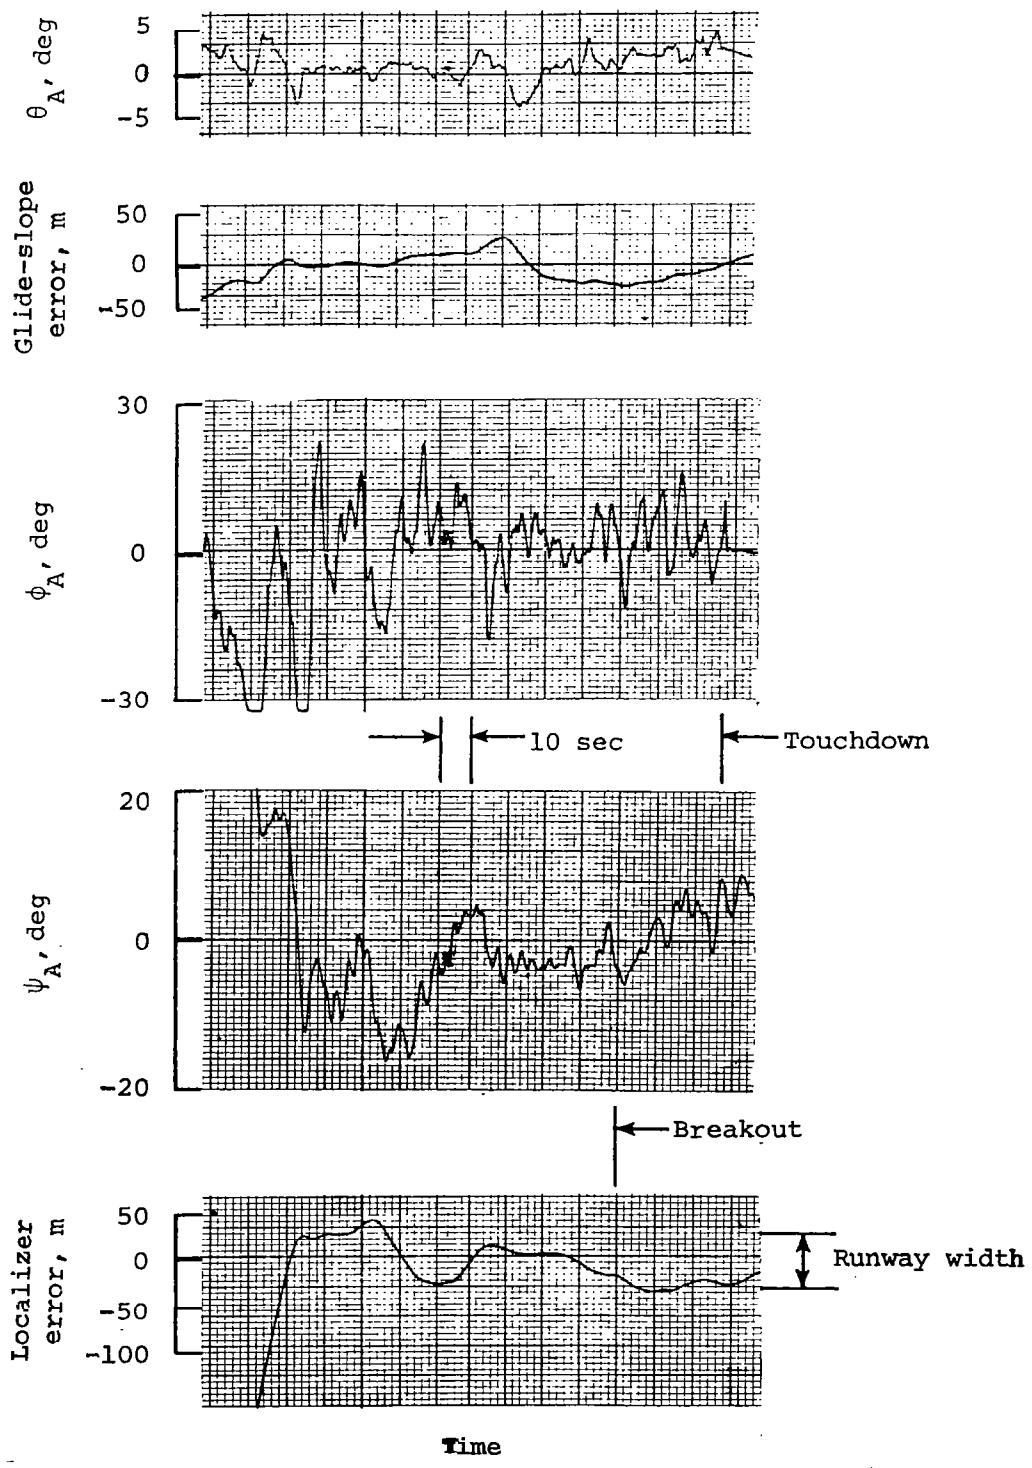 θA, deg
5
0
-5
Glide-slope
error, m
50
0
-50
ϕA, deg
30
0
-30
10 sec
Touchdown
ψA, deg
20
0
-20
Breakout
Localizer
error, m
50
0
-50
-100
Runway width
Time